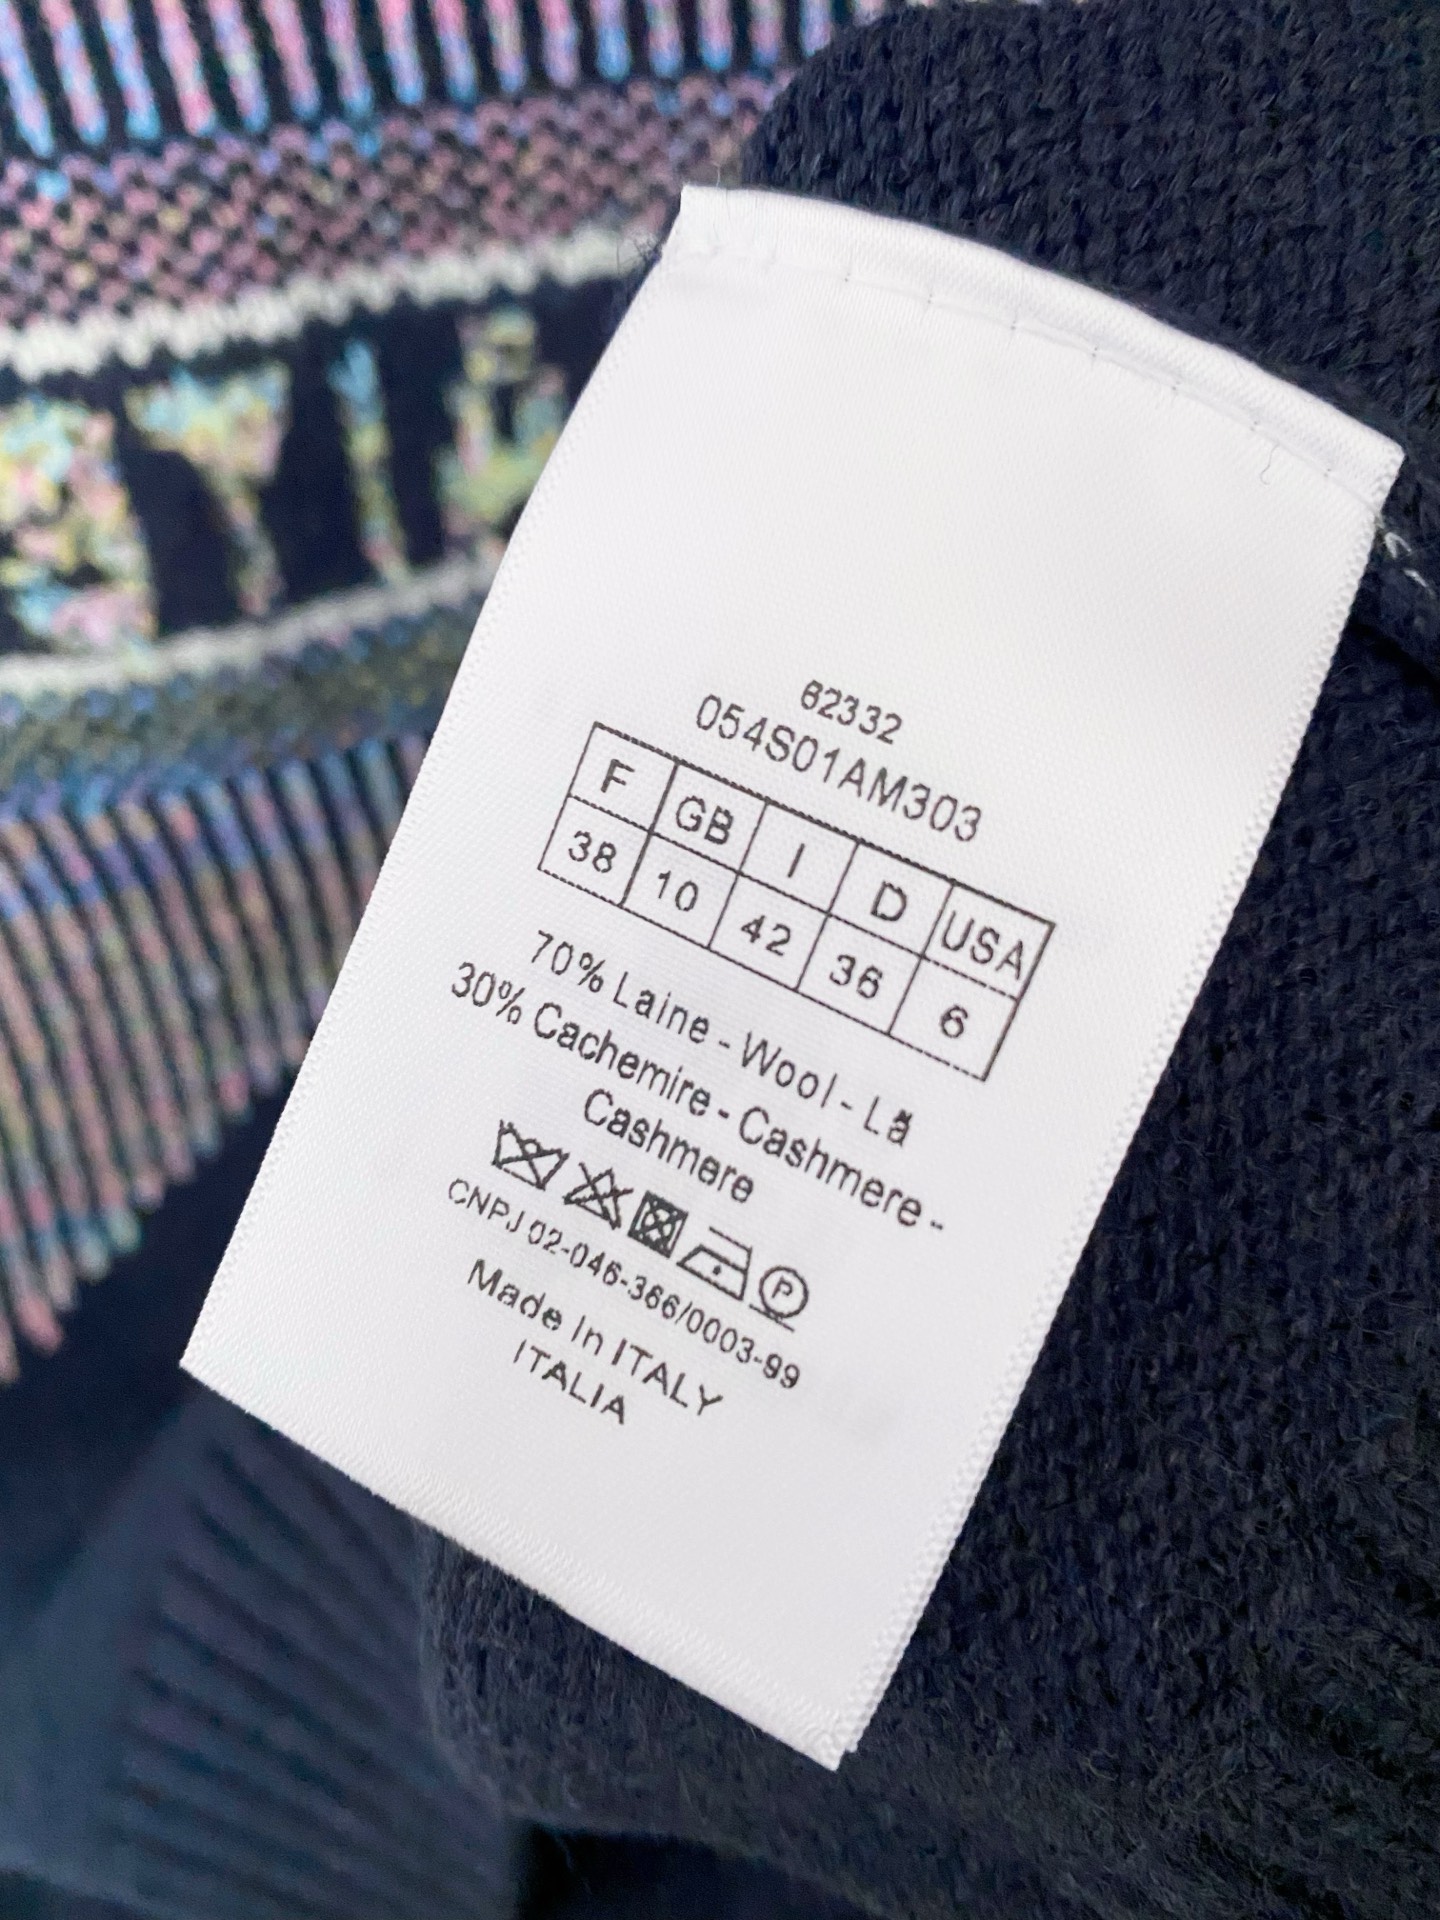 62332
054S01AM303
F GB I D USA
38 10 42 36 6
70% Laine - Wool - Lã
30% Cachemire - Cashmere -
Cashmere
P
CNPJ 02-046-366/0003-99
Made In ITALY
ITALIA